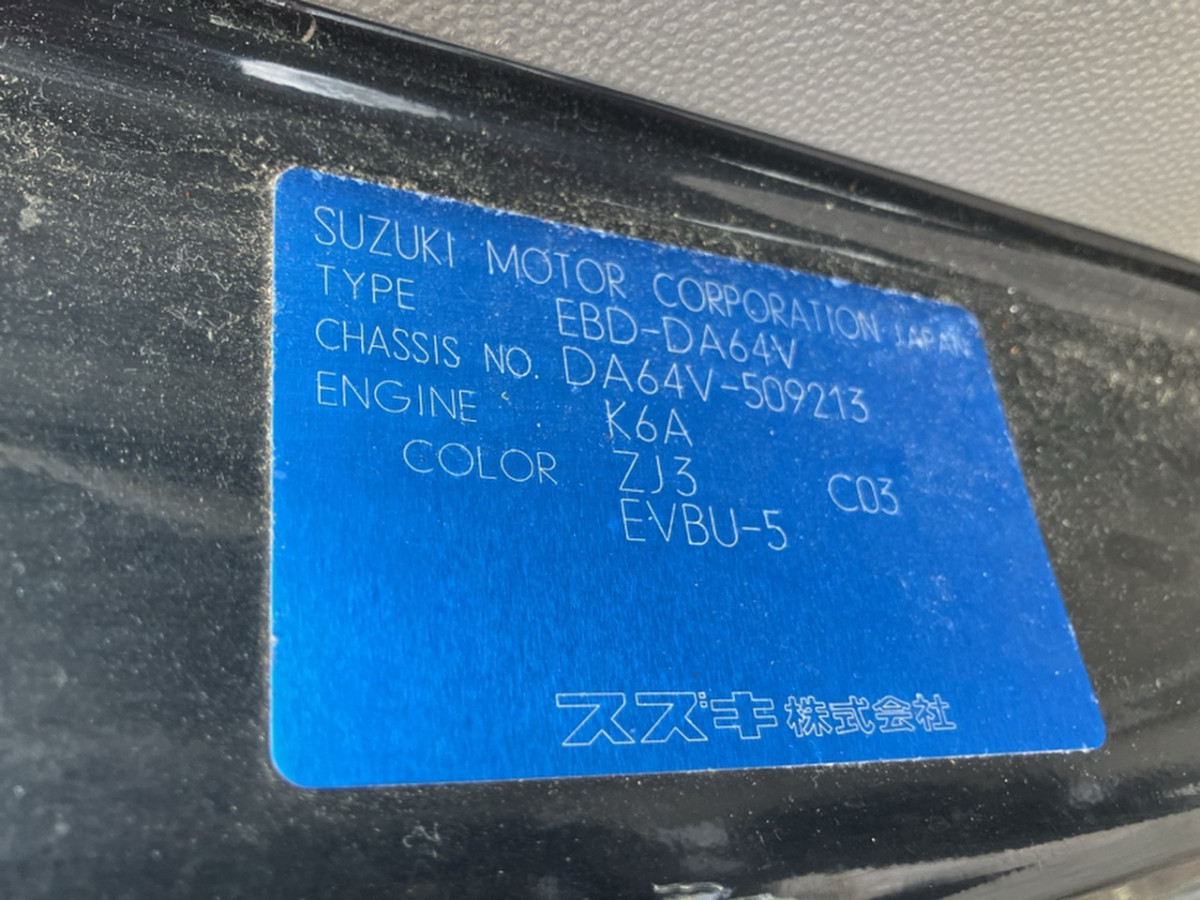 SUZUKI MOTOR CORPORATION JAPAN
TYPE EBD-DA64V
CHASSIS NO. DA64V-509213
ENGINE K6A
COLOR ZJ3 C03
EVBU-5
スズキ株式会社